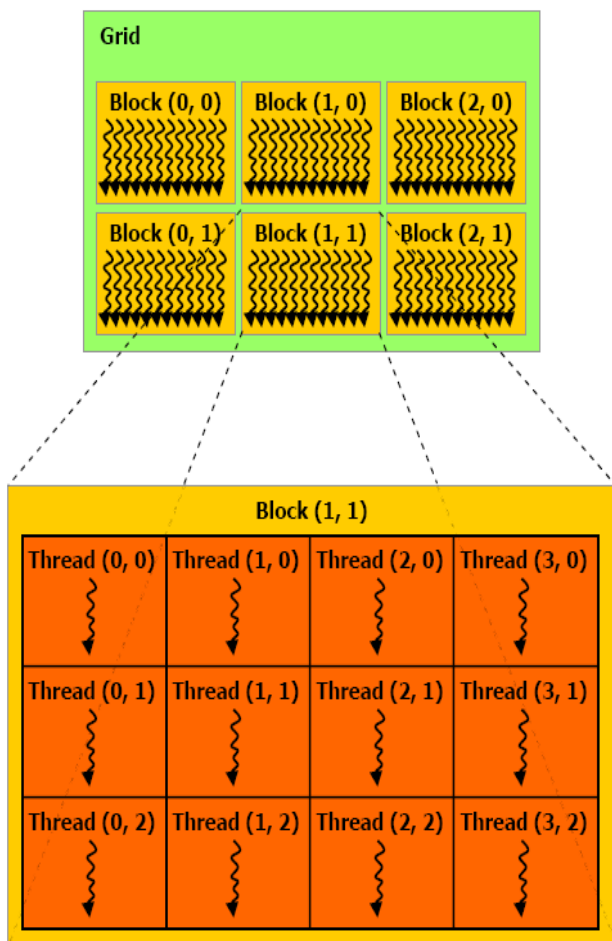 Grid
Block (0, 0) Block (1, 0) Block (2, 0)
Block (0, 1) Block (1, 1) Block (2, 1)
Block (1, 1)
Thread (0, 0) Thread (1, 0) Thread (2, 0) Thread (3, 0)
Thread (0, 1) Thread (1, 1) Thread (2, 1) Thread (3, 1)
Thread (0, 2) Thread (1, 2) Thread (2, 2) Thread (3, 2)